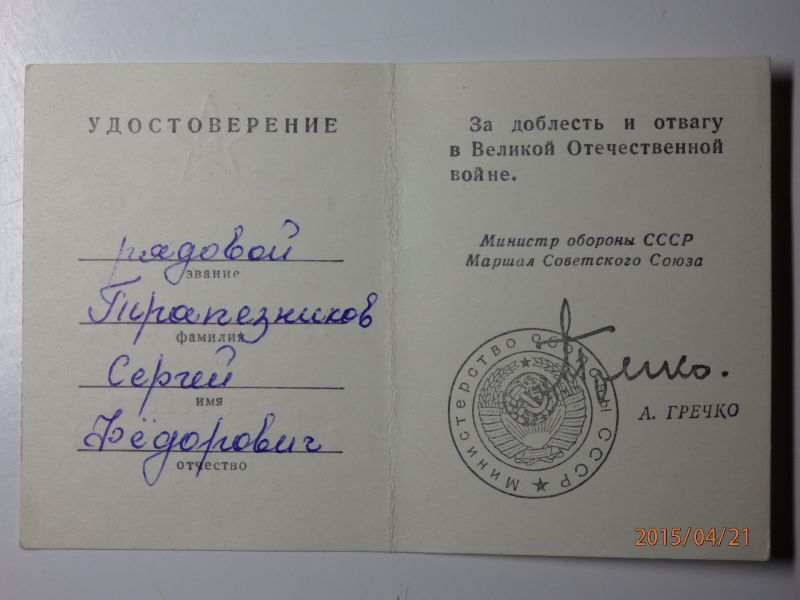 УДОСТОВЕРЕНИЕ
рядовой
звание
Трапезников
фамилия
Сергей
имя
Фёдорович
отчество
За доблесть и отвагу
в Великой Отечественной
войне.
Министр обороны СССР
Маршал Советского Союза
Гречко.
А. ГРЕЧКО
Министерство обороны СССР
2015/04/21